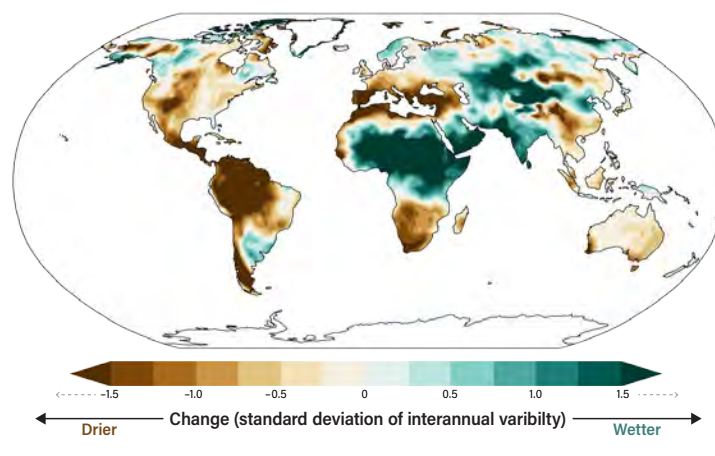 -1.5 -1.0 -0.5 0 0.5 1.0 1.5
Change (standard deviation of interannual varibilty)
Drier Wetter